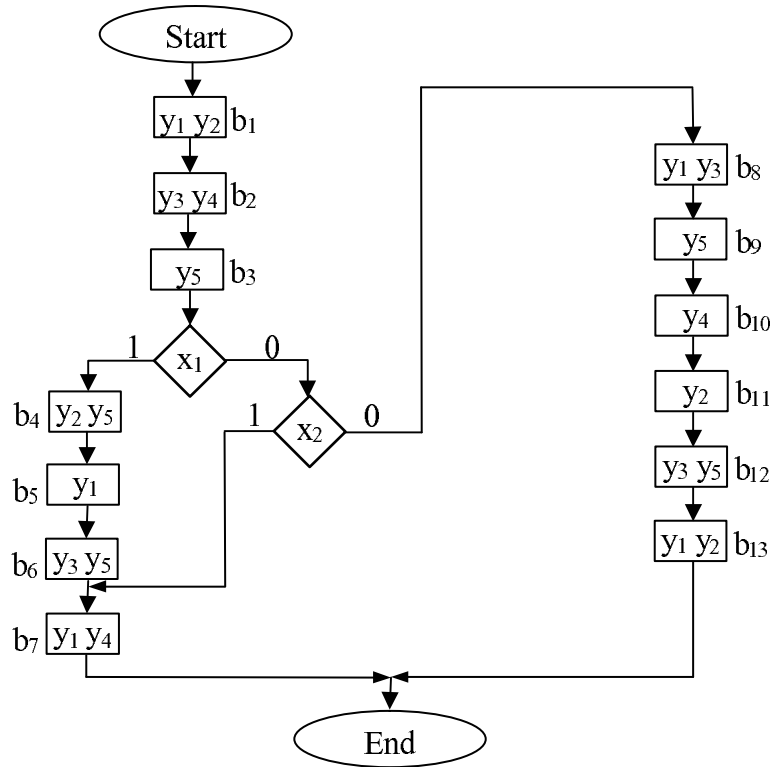 Start
y1 y2 b1
y3 y4 b2
y5 b3
1 x1 0
b4 y2 y5
b5 y1
b6 y3 y5
b7 y1 y4
1 x2 0
y1 y3 b8
y5 b9
y4 b10
y2 b11
y3 y5 b12
y1 y2 b13
End